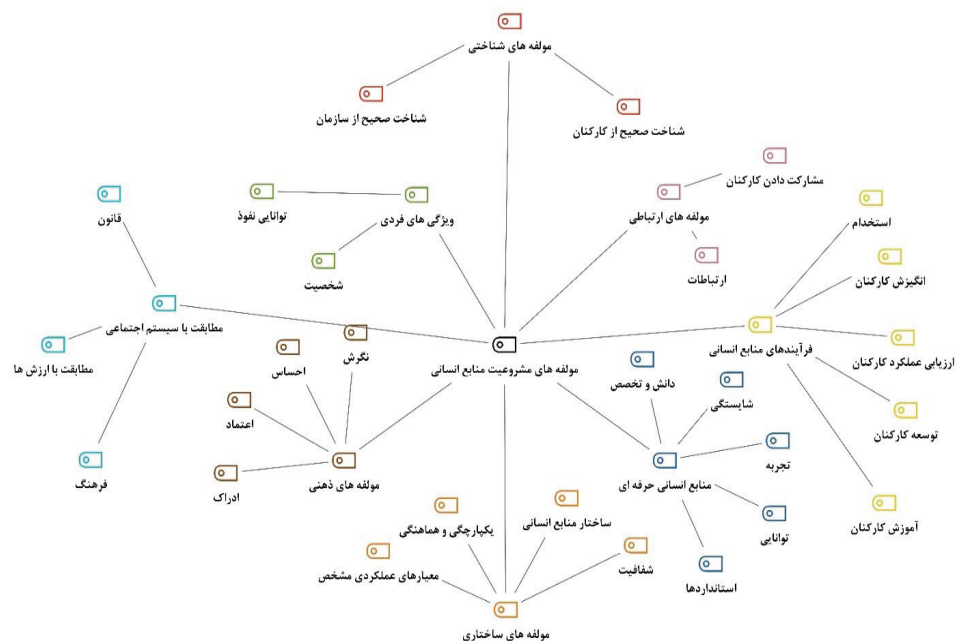 مولفه های شناختی
شناخت صحیح از سازمان
شناخت صحیح از کارکنان
مشارکت دادن کارکنان
قانون
توانایی نفوذ
ویژگی های فردی
مولفه های ارتباطی
استخدام
شخصیت
ارتباطات
انگیزش کارکنان
مطابقت با سیستم اجتماعی
نگرش
فرآیندهای منابع انسانی
مطابقت با ارزش ها
احساس
مولفه های مشروعیت منابع انسانی
دانش و تخصص
ارزیابی عملکرد کارکنان
شایستگی
اعتماد
توسعه کارکنان
فرهنگ
ادراک
مولفه های ذهنی
منابع انسانی حرفه ای
تجربه
یکپارچگی و هماهنگی
ساختار منابع انسانی
توانایی
آموزش کارکنان
معیارهای عملکردی مشخص
شفافیت
استانداردها
مولفه های ساختاری